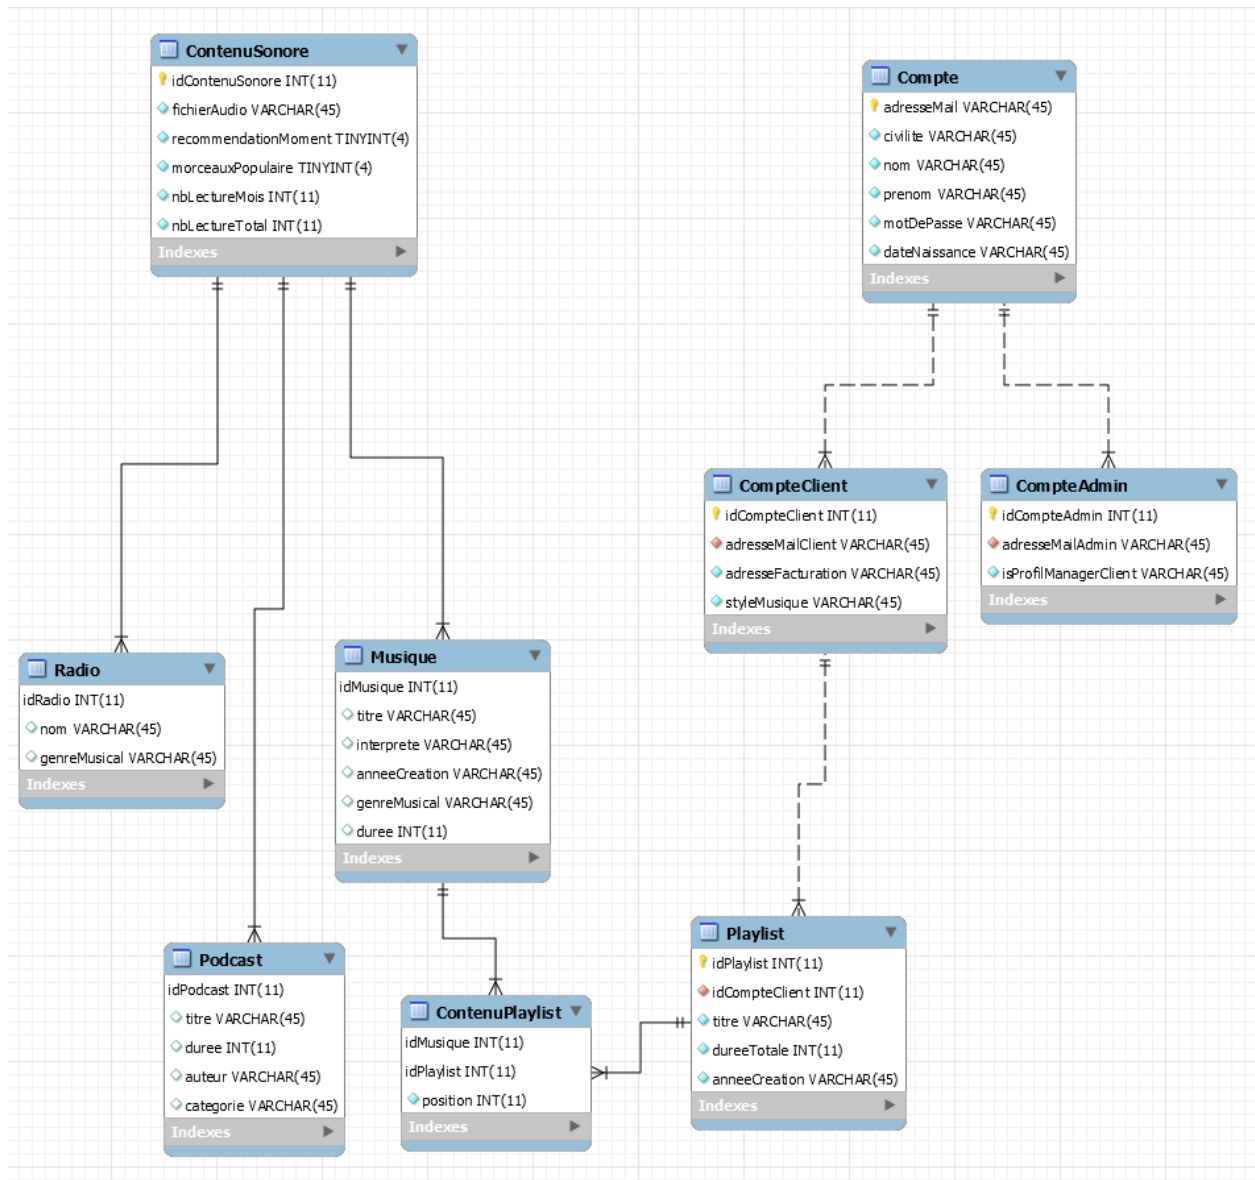 ContenuSonore
idContenuSonore INT(11)
fichierAudio VARCHAR(45)
recommendationMoment TINYINT(4)
morceauxPopulaire TINYINT(4)
nbLectureMois INT(11)
nbLectureTotal INT(11)
Indexes
Compte
adresseMail VARCHAR(45)
civilite VARCHAR(45)
nom VARCHAR(45)
prenom VARCHAR(45)
motDePasse VARCHAR(45)
dateNaissance VARCHAR(45)
Indexes
CompteClient
idCompteClient INT(11)
adresseMailClient VARCHAR(45)
adresseFacturation VARCHAR(45)
styleMusique VARCHAR(45)
Indexes
CompteAdmin
idCompteAdmin INT(11)
adresseMailAdmin VARCHAR(45)
isProfilManagerClient VARCHAR(45)
Indexes
Radio
idRadio INT(11)
nom VARCHAR(45)
genreMusical VARCHAR(45)
Indexes
Musique
idMusique INT(11)
titre VARCHAR(45)
interprete VARCHAR(45)
anneeCreation VARCHAR(45)
genreMusical VARCHAR(45)
duree INT(11)
Indexes
Podcast
idPodcast INT(11)
titre VARCHAR(45)
duree INT(11)
auteur VARCHAR(45)
categorie VARCHAR(45)
Indexes
ContenuPlaylist
idMusique INT(11)
idPlaylist INT(11)
position INT(11)
Indexes
Playlist
idPlaylist INT(11)
idCompteClient INT(11)
titre VARCHAR(45)
dureeTotale INT(11)
anneeCreation VARCHAR(45)
Indexes